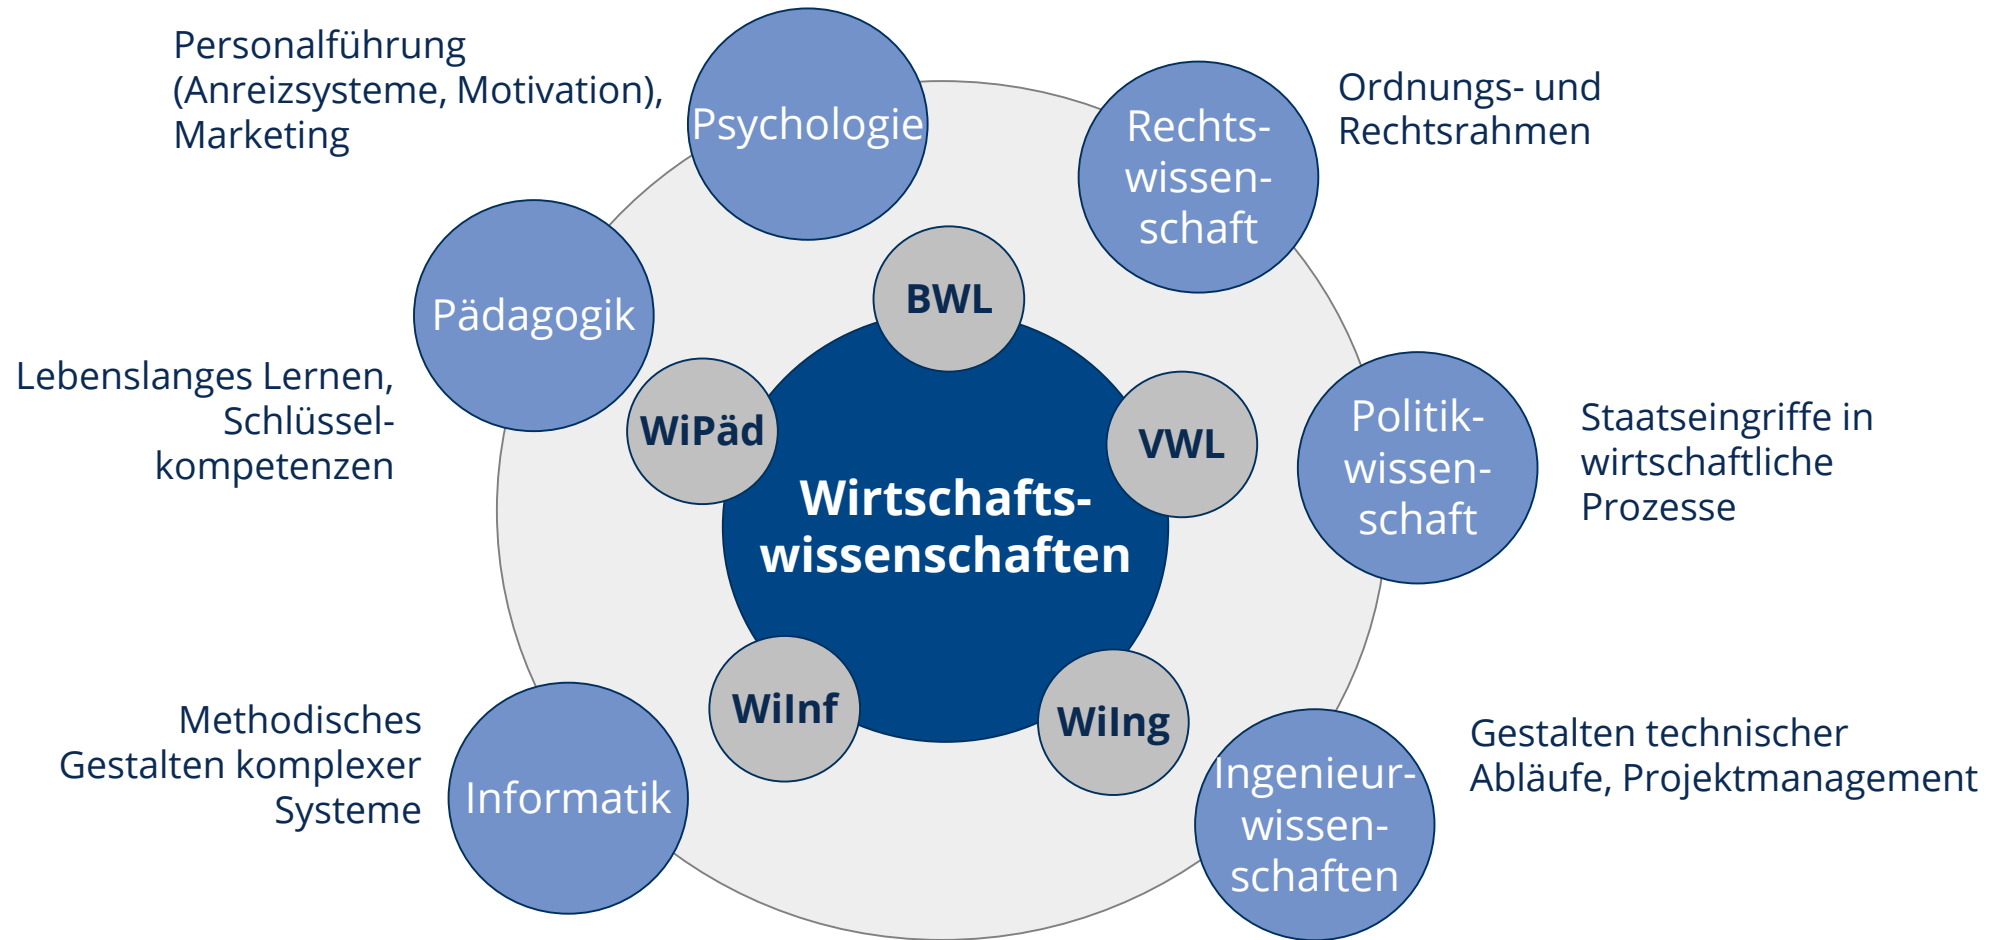 Personalführung
(Anreizsysteme, Motivation),
Marketing
Psychologie
Rechts-
wissen-
schaft
Ordnungs- und
Rechtsrahmen
Pädagogik
BWL
Lebenslanges Lernen,
Schlüssel-
kompetenzen
WiPäd
VWL
Politik-
wissen-
schaft
Staatseingriffe in
wirtschaftliche
Prozesse
Wirtschafts-
wissenschaften
Methodisches
Gestalten komplexer
Systeme
Informatik
WiInf
WiIng
Ingenieur-
wissen-
schaften
Gestalten technischer
Abläufe, Projektmanagement